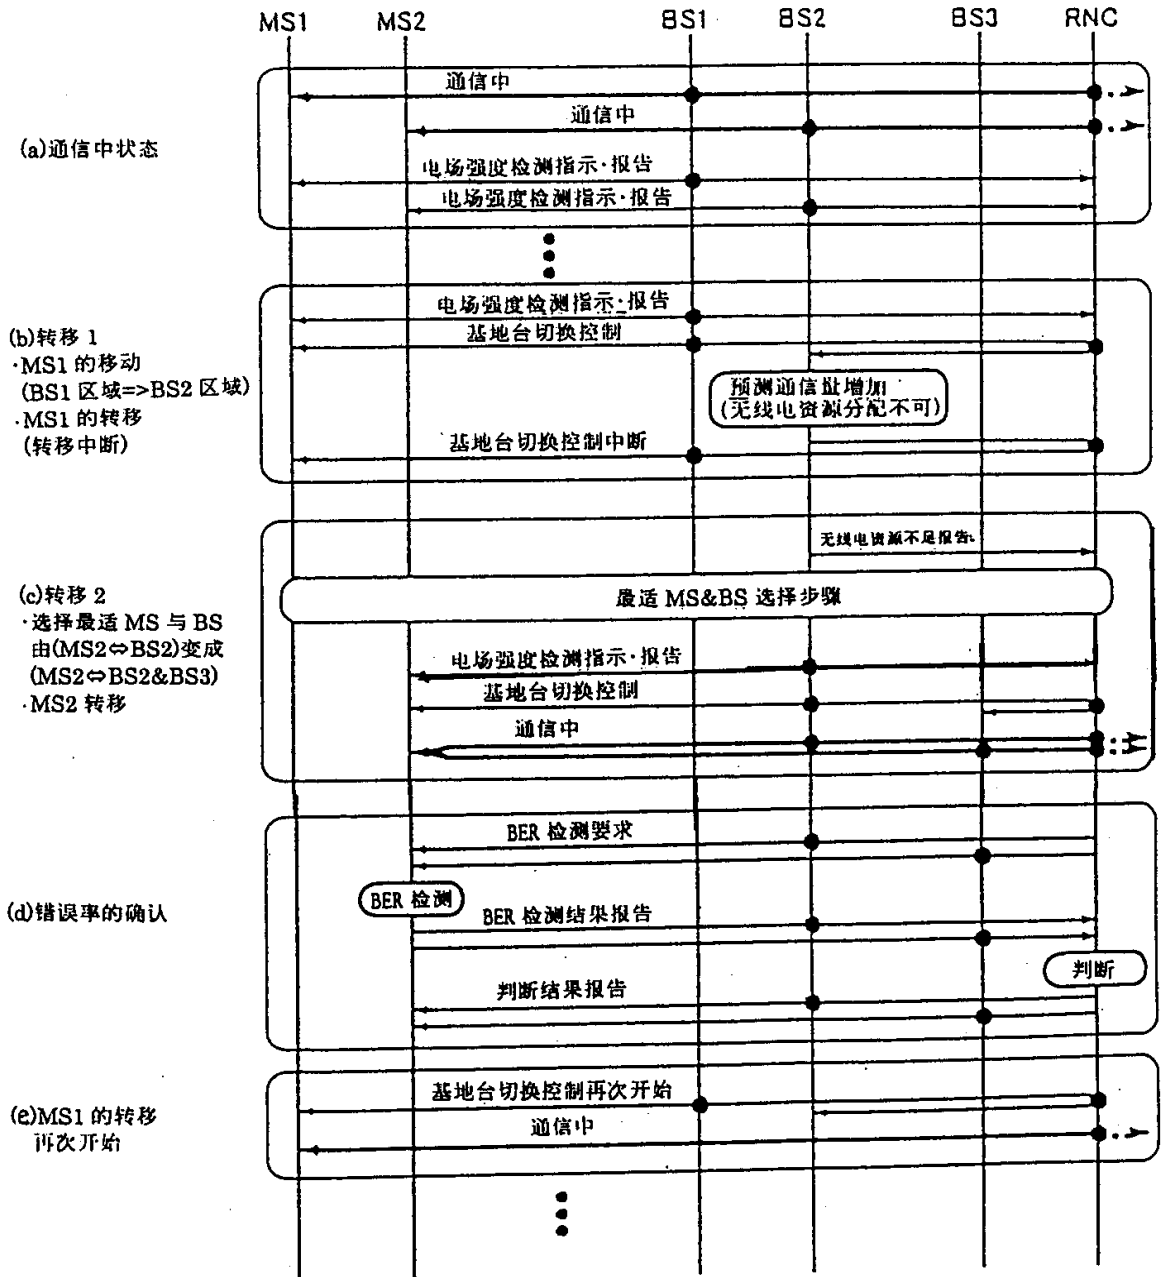 MS1 MS2 BS1 BS2 BS3 RNC
通信中
通信中
(a)通信中状态
电场强度检测指示·报告
电场强度检测指示·报告
电场强度检测指示·报告
(b)转移 1
·MS1 的移动
(BS1 区域=>BS2 区域)
·MS1 的转移
(转移中断)
基地台切换控制
预测通信量增加
(无线电资源分配不可)
基地台切换控制中断
无线电资源不足报告
(c)转移 2
·选择最适 MS 与 BS
由(MS2⇔BS2)变成
(MS2⇔BS2&BS3)
·MS2 转移
最适 MS&BS 选择步骤
电场强度检测指示·报告
基地台切换控制
通信中
BER 检测要求
(d)错误率的确认
BER 检测
BER 检测结果报告
判断
判断结果报告
(e)MS1 的转移
再次开始
基地台切换控制再次开始
通信中